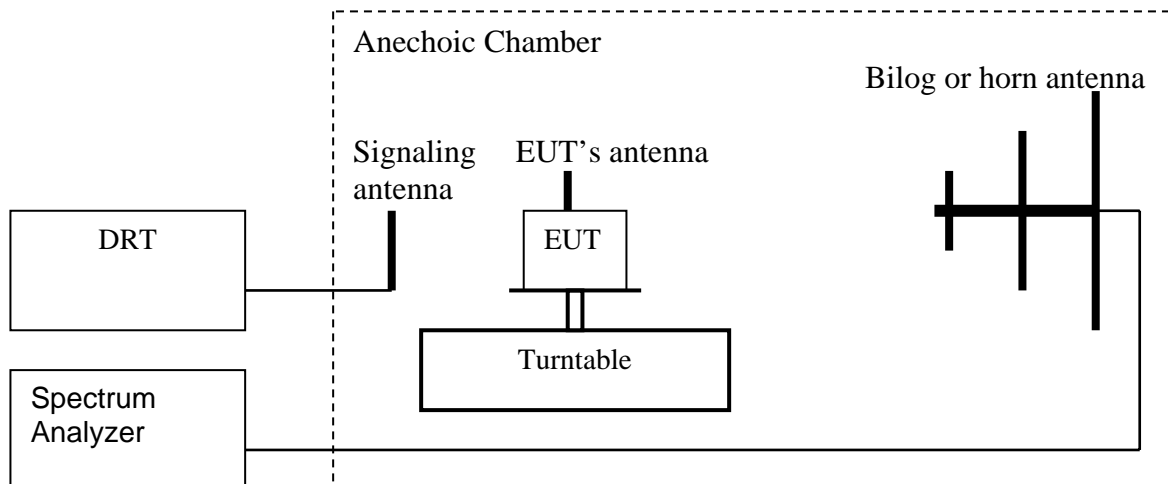 Anechoic Chamber
Bilog or horn antenna
Signaling
antenna
EUT’s antenna
DRT
EUT
Turntable
Spectrum
Analyzer